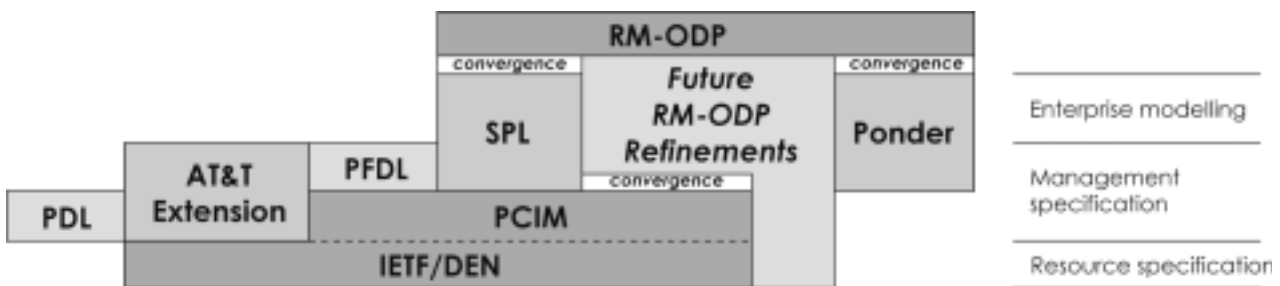 RM-ODP
convergence
convergence
Future
RM-ODP
Refinements
SPL
Ponder
Enterprise modelling
AT&T
Extension
PFDL
convergence
Management
specification
PDL
PCIM
IETF/DEN
Resource specification